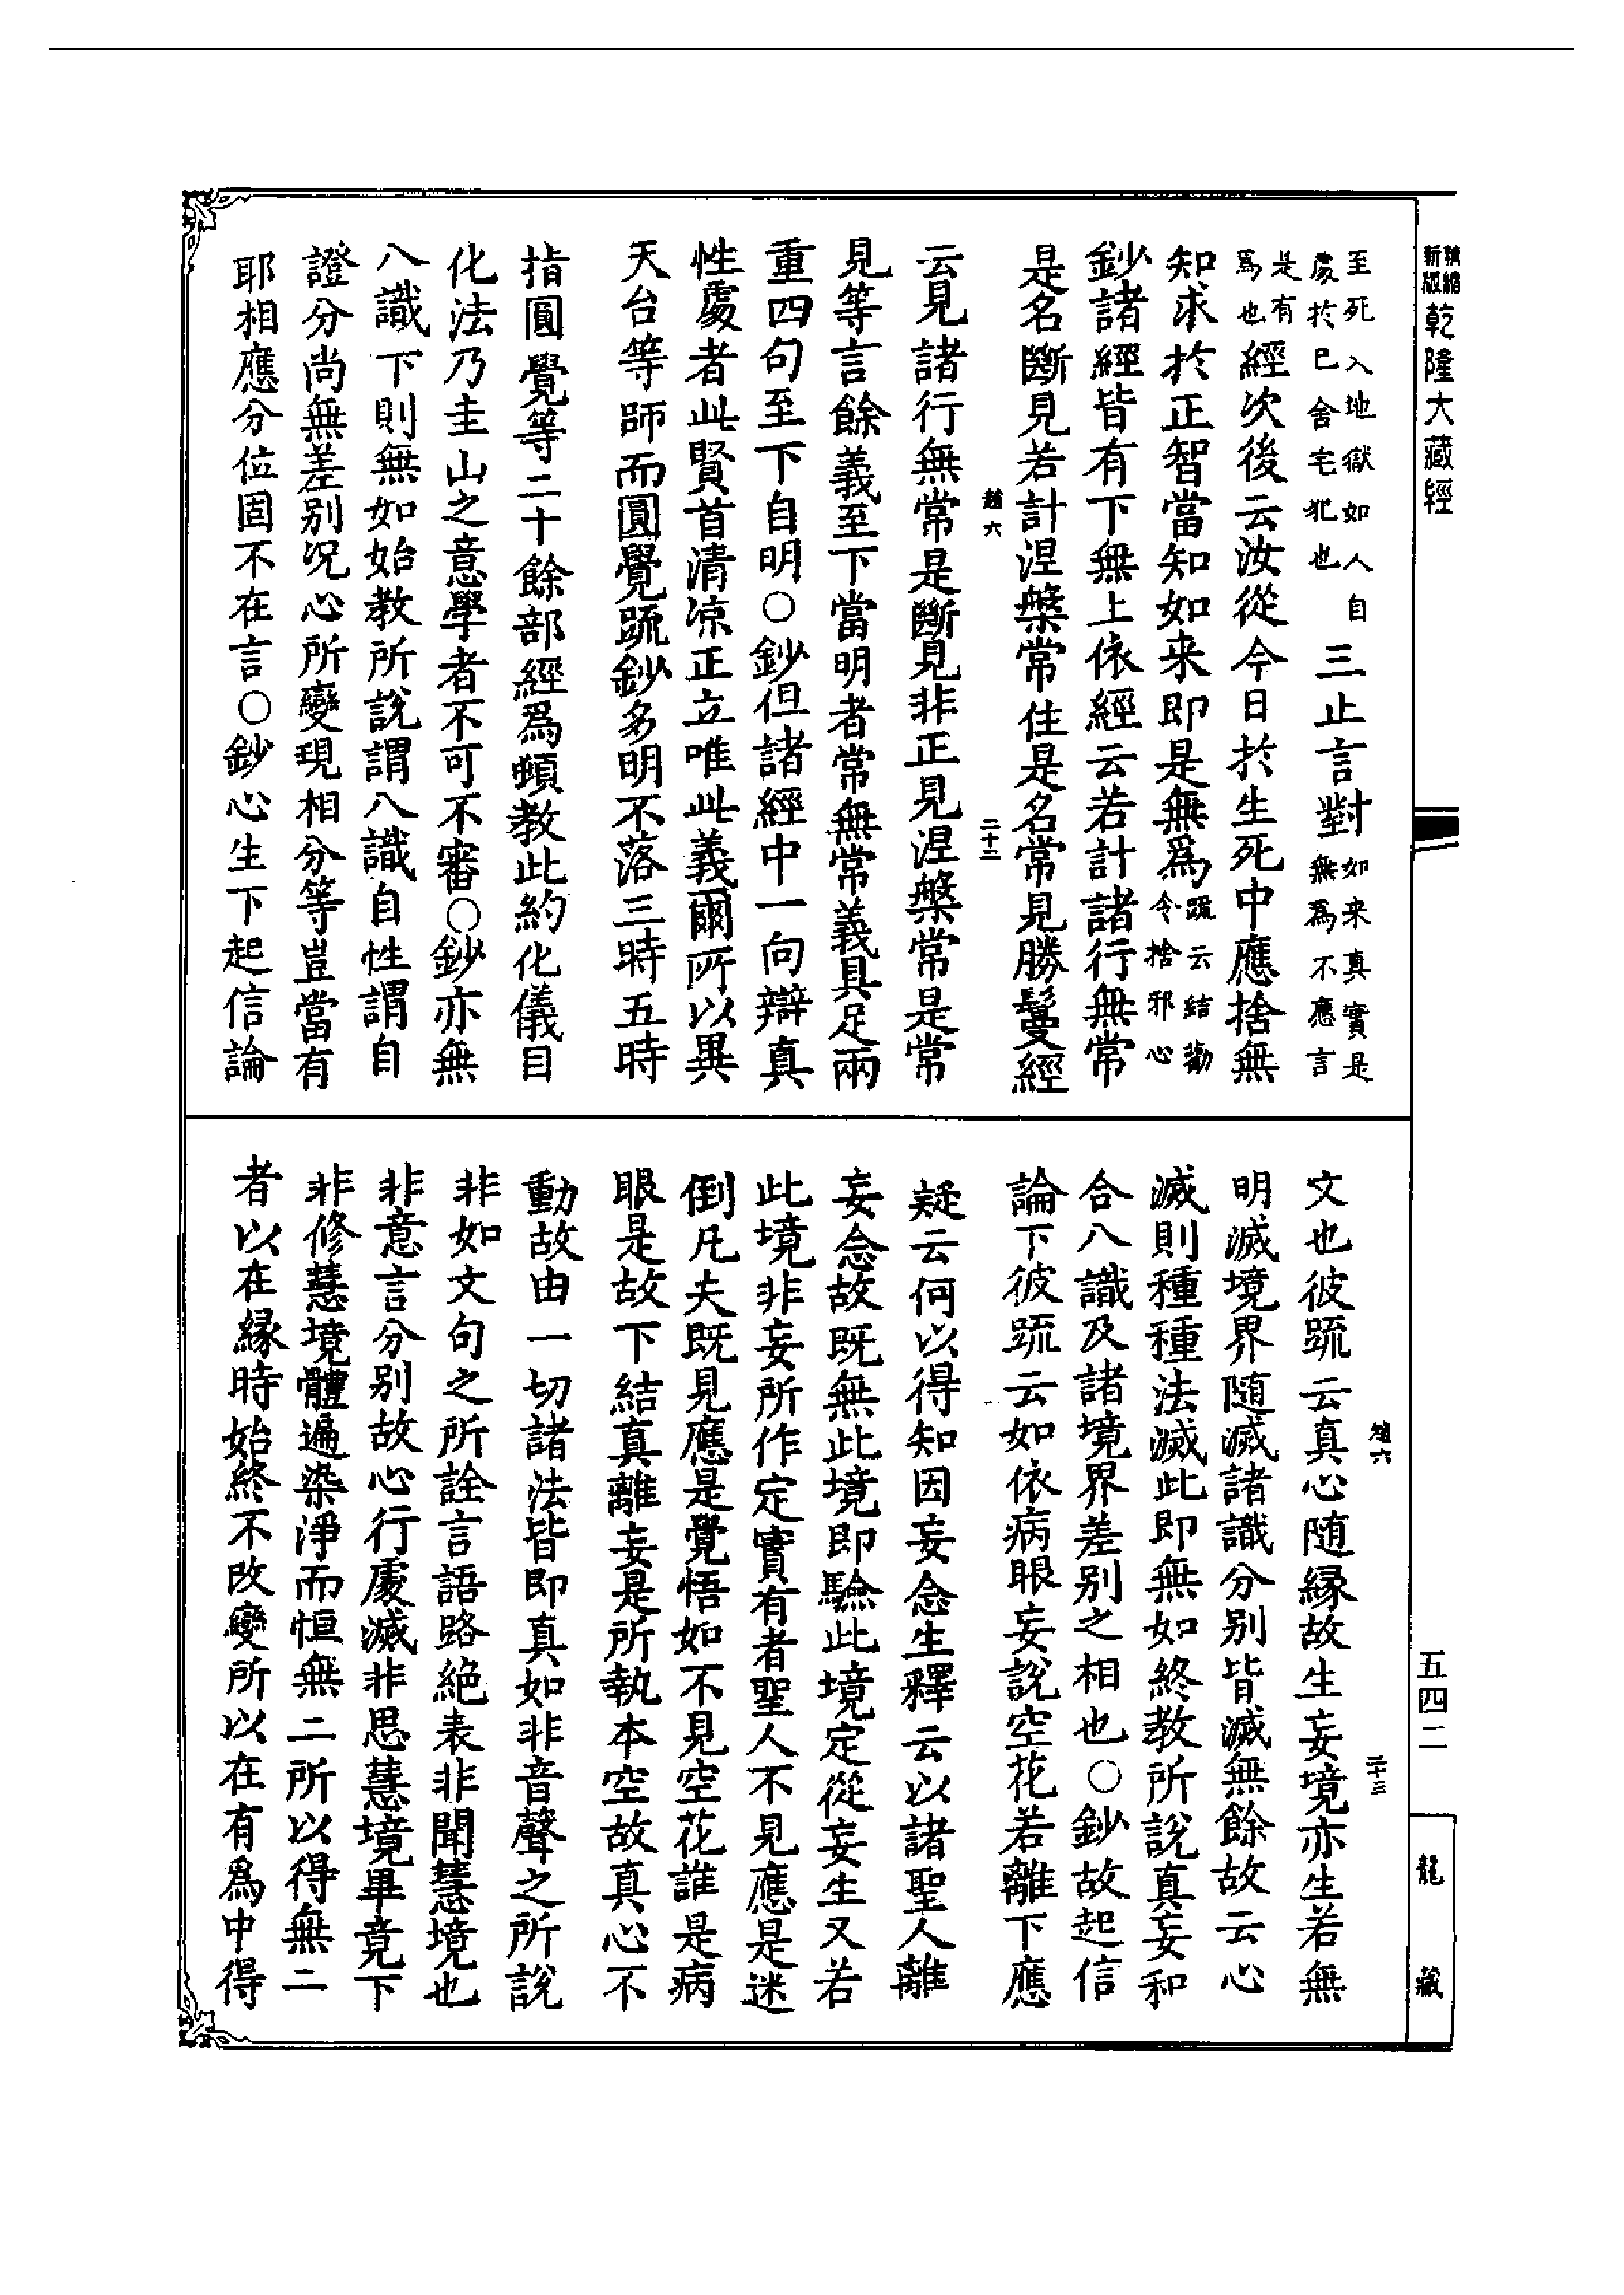 新版精縮乾隆大藏經
至死入地獄如人自處於巳舍宅犯也三止言對如来真實是無爲不應言
是有爲也經次後云汝從今日於生死中應捨無
知求於正智當知如来即是無爲䟽云結勸令捨邪心
鈔諸經皆有下無上依經云若計諸行無常
是名斷見若計涅槃常住是名常見勝鬘經
趙六
二十二
云見諸行無常是斷見非正見涅槃常是常
見等言餘義至下當明者常無常義具足兩
重四句至下自明○鈔但諸經中一向辯真
性處者此賢首清涼正立唯此義爾所以異
天台等師而圓覺䟽鈔多明不落三時五時
指圓覺等二十餘部經爲頓教此約化儀目
化法乃圭山之意學者不可不審○鈔亦無
八識下則無如始教所説謂八識自性謂自
證分尚無差别况心所變現相分等豈當有
耶相應分位固不在言○鈔心生下起信論
趙六
二十三
文也彼䟽云真心随縁故生妄境亦生若無
明滅境界随滅諸識分别皆滅無餘故云心
滅則種種法滅此即無如終教所説真妄和
合八識及諸境界差别之相也○鈔故起信
論下彼䟽云如依病眼妄説空花若離下應
疑云何以得知因妄念生釋云以諸聖人離
妄念故既無此境即驗此境定從妄生又若
此境非妄所作定實有者聖人不見應是迷
倒凡夫既見應是覺悟如不見空花誰是病
眼是故下結真離妄是所執本空故真心不
動故由一切諸法皆即真如非音聲之所説
非如文句之所詮言語路絶表非聞慧境也
非意言分别故心行處滅非思慧境畢竟下
非修慧境體遍染淨而恒無二所以得無二
者以在縁時始終不改變所以在有爲中得
五四二
龍藏